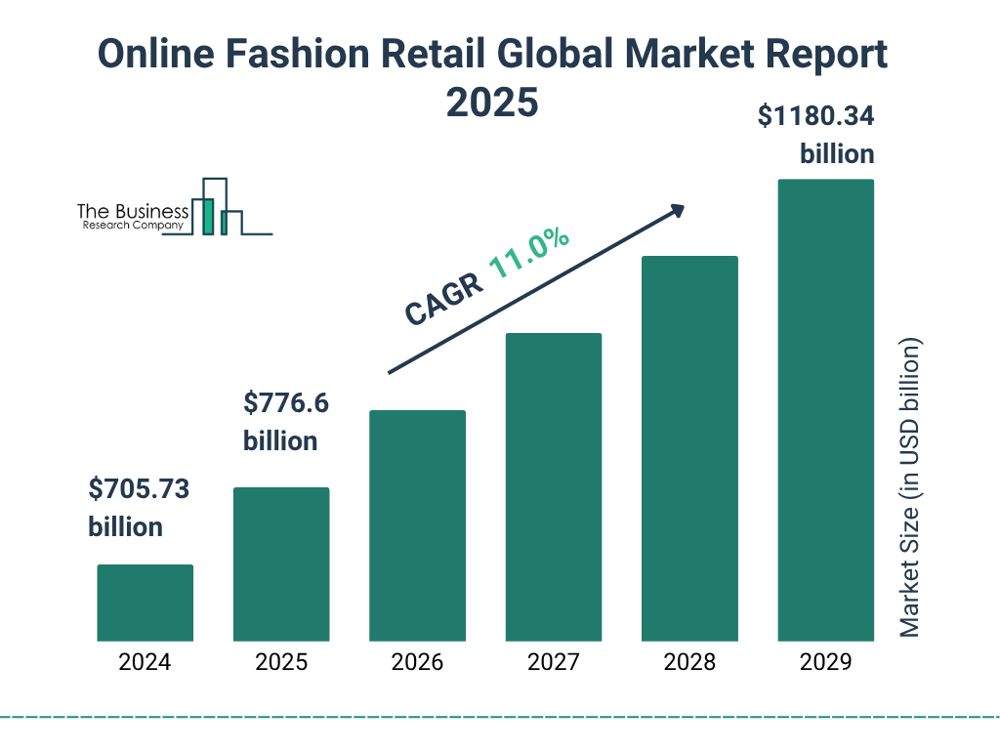 Online Fashion Retail Global Market Report
2025
$1180.34
billion
The Business
Research Company
CAGR 11.0%
$776.6
billion
$705.73
billion
Market Size (in USD billion)
2024
2025
2026
2027
2028
2029